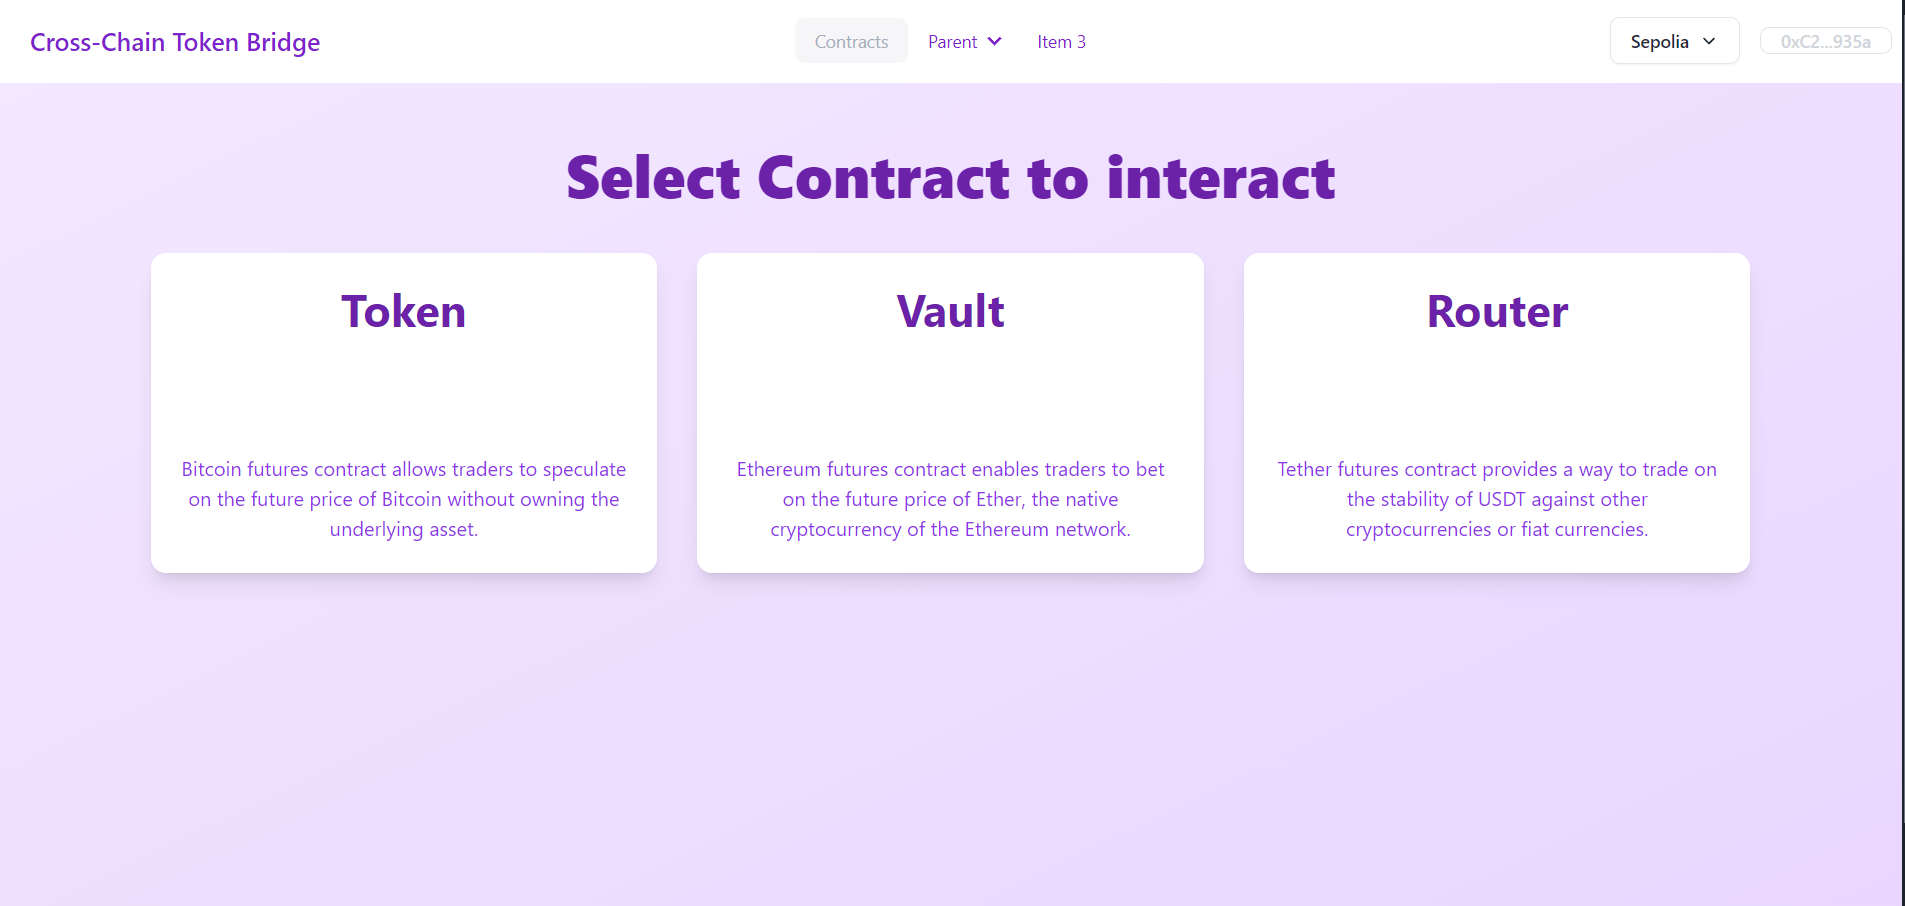 Cross-Chain Token Bridge
Contracts
Parent
Item 3
Sepolia
0xC2...935a
Select Contract to interact
Token
Bitcoin futures contract allows traders to speculate
on the future price of Bitcoin without owning the
underlying asset.
Vault
Ethereum futures contract enables traders to bet
on the future price of Ether, the native
cryptocurrency of the Ethereum network.
Router
Tether futures contract provides a way to trade on
the stability of USDT against other
cryptocurrencies or fiat currencies.